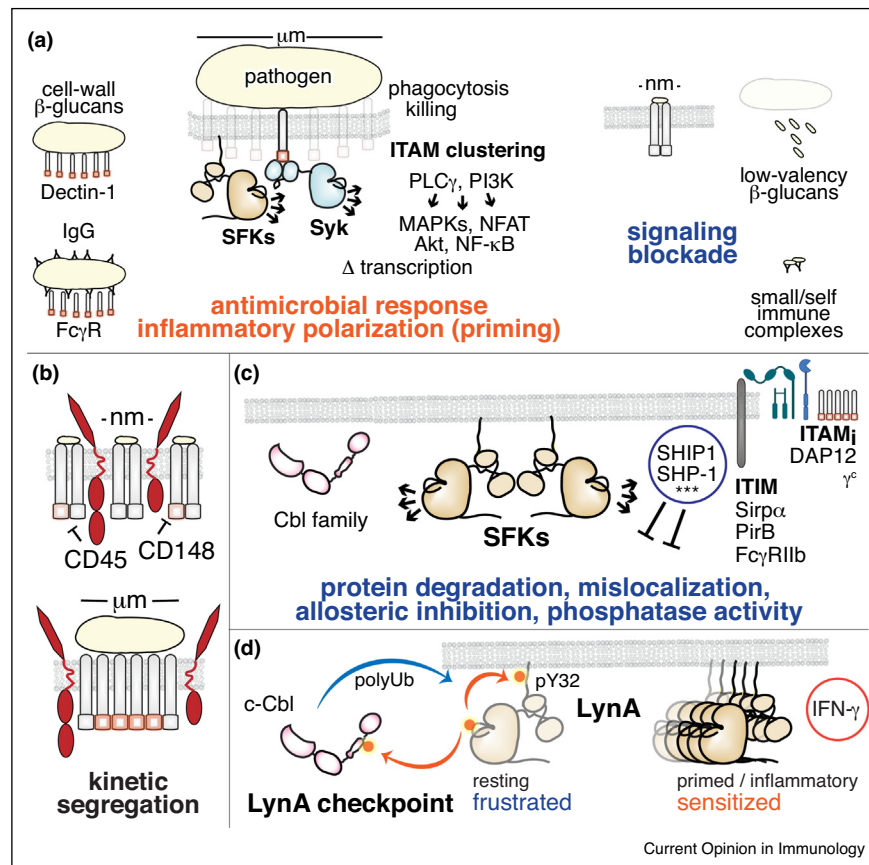 (a)
μm
pathogen
cell-wall
β-glucans
Dectin-1
IgG
FcγR
phagocytosis
killing
ITAM clustering
PLCγ, PI3K
MAPKs, NFAT
Akt, NF-κB
Δ transcription
SFKs
Syk
antimicrobial response
inflammatory polarization (priming)
-nm-
low-valency
β-glucans
signaling
blockade
small/self
immune
complexes
(b)
-nm-
CD45
CD148
μm
kinetic
segregation
(c)
Cbl family
SFKs
SHIP1
SHP-1
***
ITIM
Sirpα
PirB
FcγRIIb
ITAMi
DAP12
γc
protein degradation, mislocalization,
allosteric inhibition, phosphatase activity
(d)
polyUb
c-Cbl
pY32
LynA
IFN-γ
LynA checkpoint
resting
frustrated
primed / inflammatory
sensitized
Current Opinion in Immunology